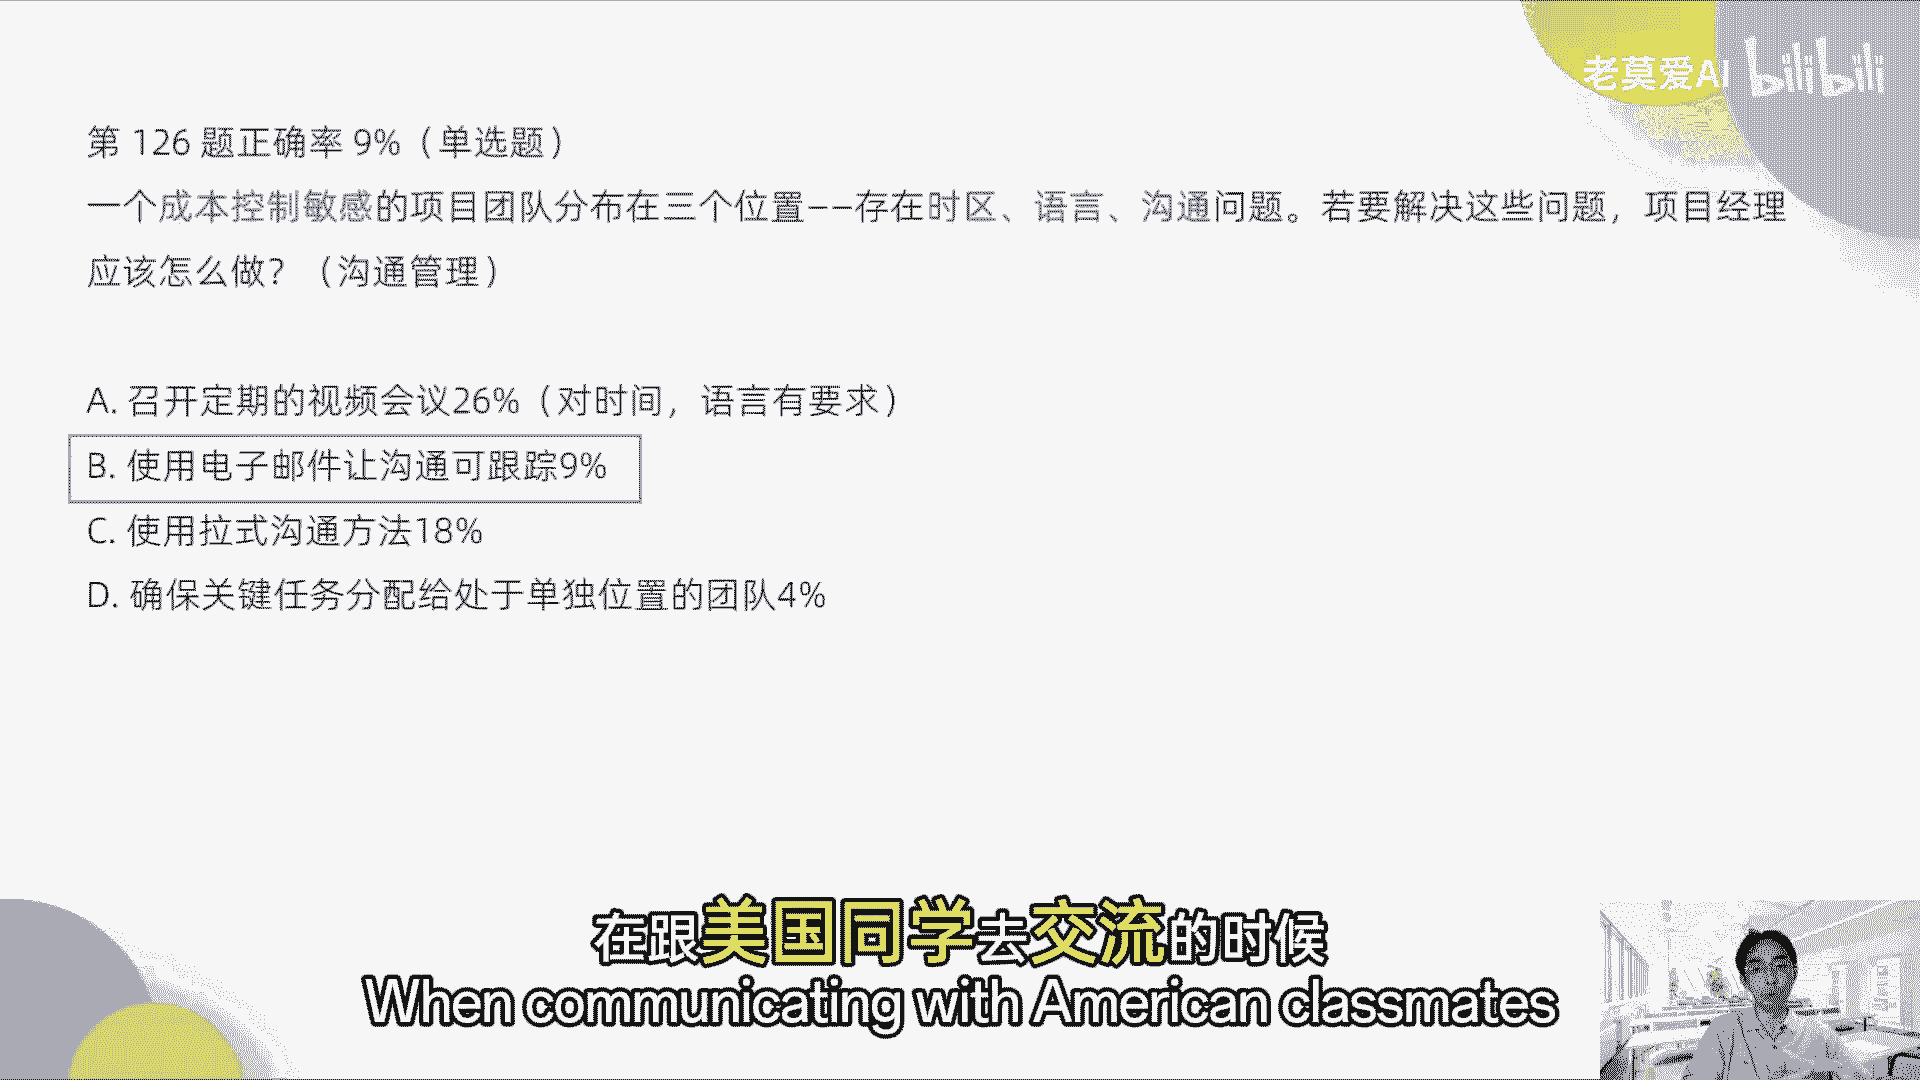 老莫爱AI bilibili
第 126 题正确率 9%（单选题）
一个成本控制敏感的项目团队分布在三个位置——存在时区、语言、沟通问题。若要解决这些问题，项目经理
应该怎么做？（沟通管理）
A. 召开定期的视频会议26%（对时间，语言有要求）
B. 使用电子邮件让沟通可跟踪9%
C. 使用拉式沟通方法18%
D. 确保关键任务分配给处于单独位置的团队4%
在跟美国同学去交流的时候
When communicating with American classmates